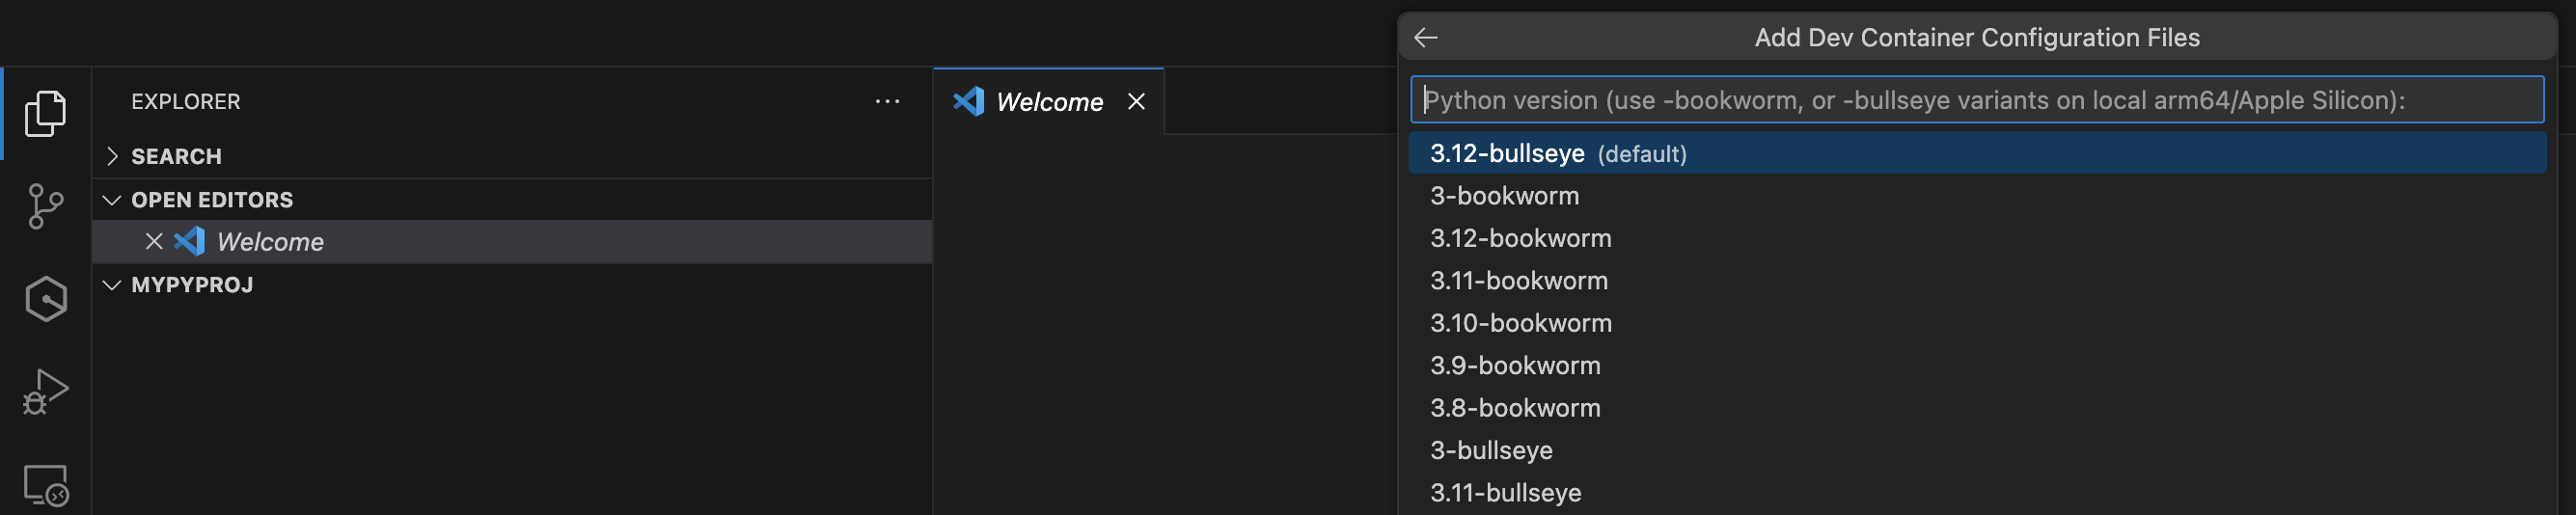 EXPLORER
SEARCH
OPEN EDITORS
Welcome
MYPYPROJ
Welcome
Add Dev Container Configuration Files
Python version (use -bookworm, or -bullseye variants on local arm64/Apple Silicon):
3.12-bullseye (default)
3-bookworm
3.12-bookworm
3.11-bookworm
3.10-bookworm
3.9-bookworm
3.8-bookworm
3-bullseye
3.11-bullseye